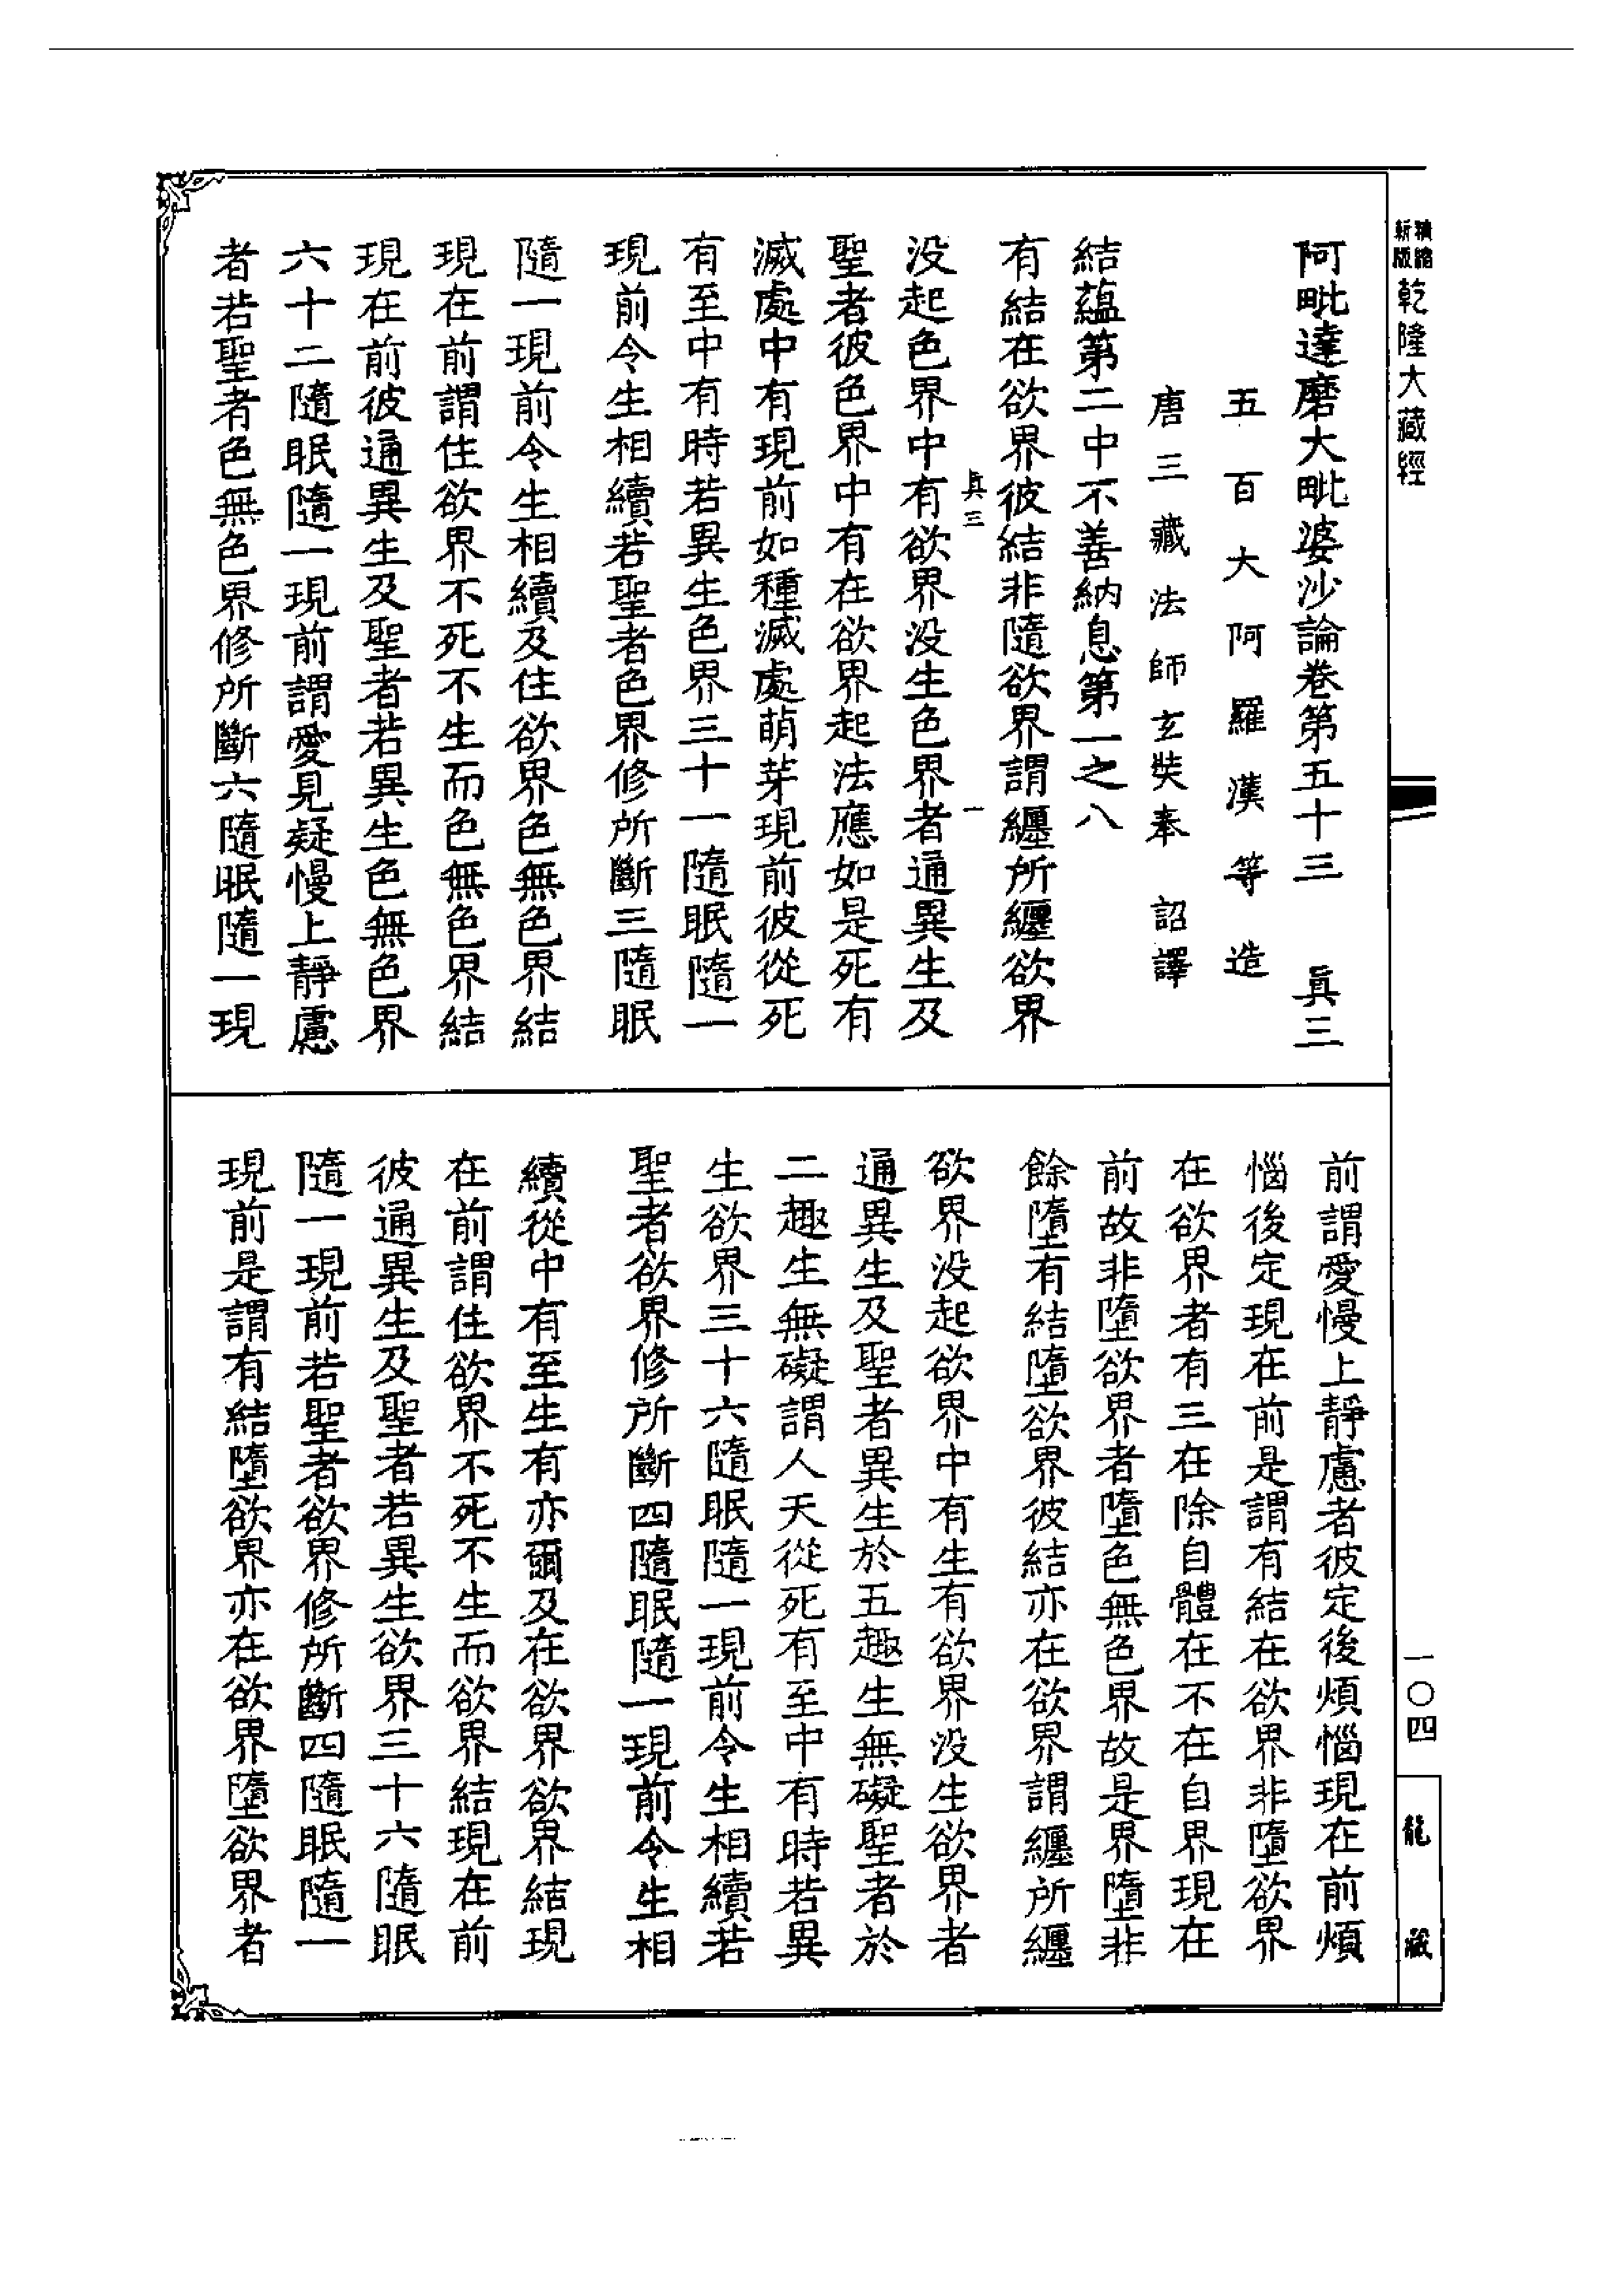 精縮新版乾隆大藏經
阿毗達磨大毗婆沙論卷第五十三　眞三
五百大阿羅漢等造
唐三藏法師玄奘奉　詔譯
結蘊第二中不善納息第一之八
有結在欲界彼結非隨欲界謂纏所纏欲界
眞三　一
没起色界中有欲界没生色界者通異生及
聖者彼色界中有在欲界起法應如是死有
滅處中有現前如種滅處萌芽現前彼從死
有至中有時若異生色界三十一隨眠隨一
現前令生相續若聖者色界修所斷三隨眠
隨一現前令生相續及住欲界色無色界結
現在前謂住欲界不死不生而色無色界結
現在前彼通異生及聖者若異生色無色界
六十二隨眠隨一現前謂愛見疑慢上靜慮
者若聖者色無色界修所斷六隨眠隨一現
前謂愛慢上靜慮者彼定後煩惱現在前煩
惱後定現在前是謂有結在欲界非墮欲界
在欲界者有三在除自體在不在自界現在
前故非墮欲界者墮色無色界故是界墮非
餘墮有結墮欲界彼結亦在欲界謂纏所纏
欲界没起欲界中有生有欲界没生欲界者
通異生及聖者異生於五趣生無礙聖者於
二趣生無礙謂人天從死有至中有時若異
生欲界三十六隨眠隨一現前令生相續若
聖者欲界修所斷四隨眠隨一現前令生相
續從中有至生有亦爾及在欲界欲界結現
在前謂住欲界不死不生而欲界結現在前
彼通異生及聖者若異生欲界三十六隨眠
隨一現前若聖者欲界修所斷四隨眠隨一
現前是謂有結墮欲界亦在欲界墮欲界者
一〇四
龍藏